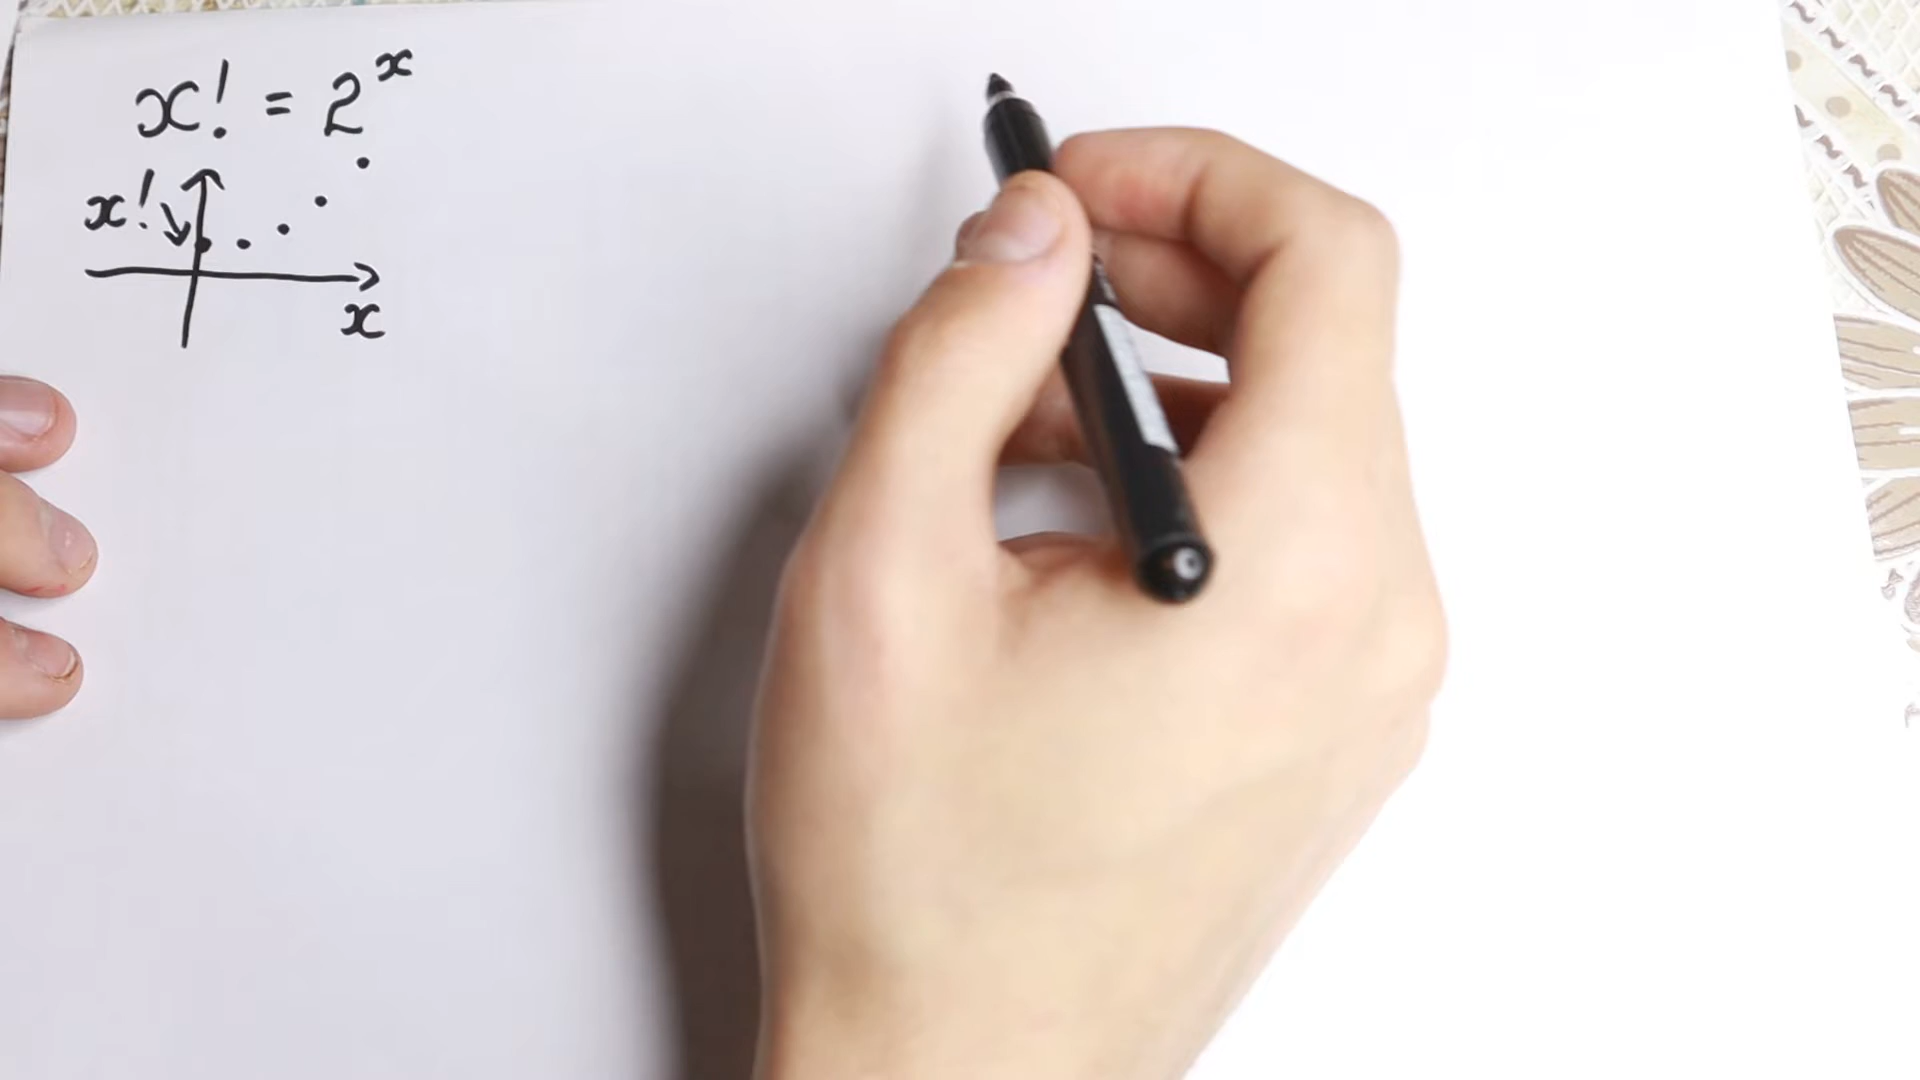 x! = 2^x
x!
x